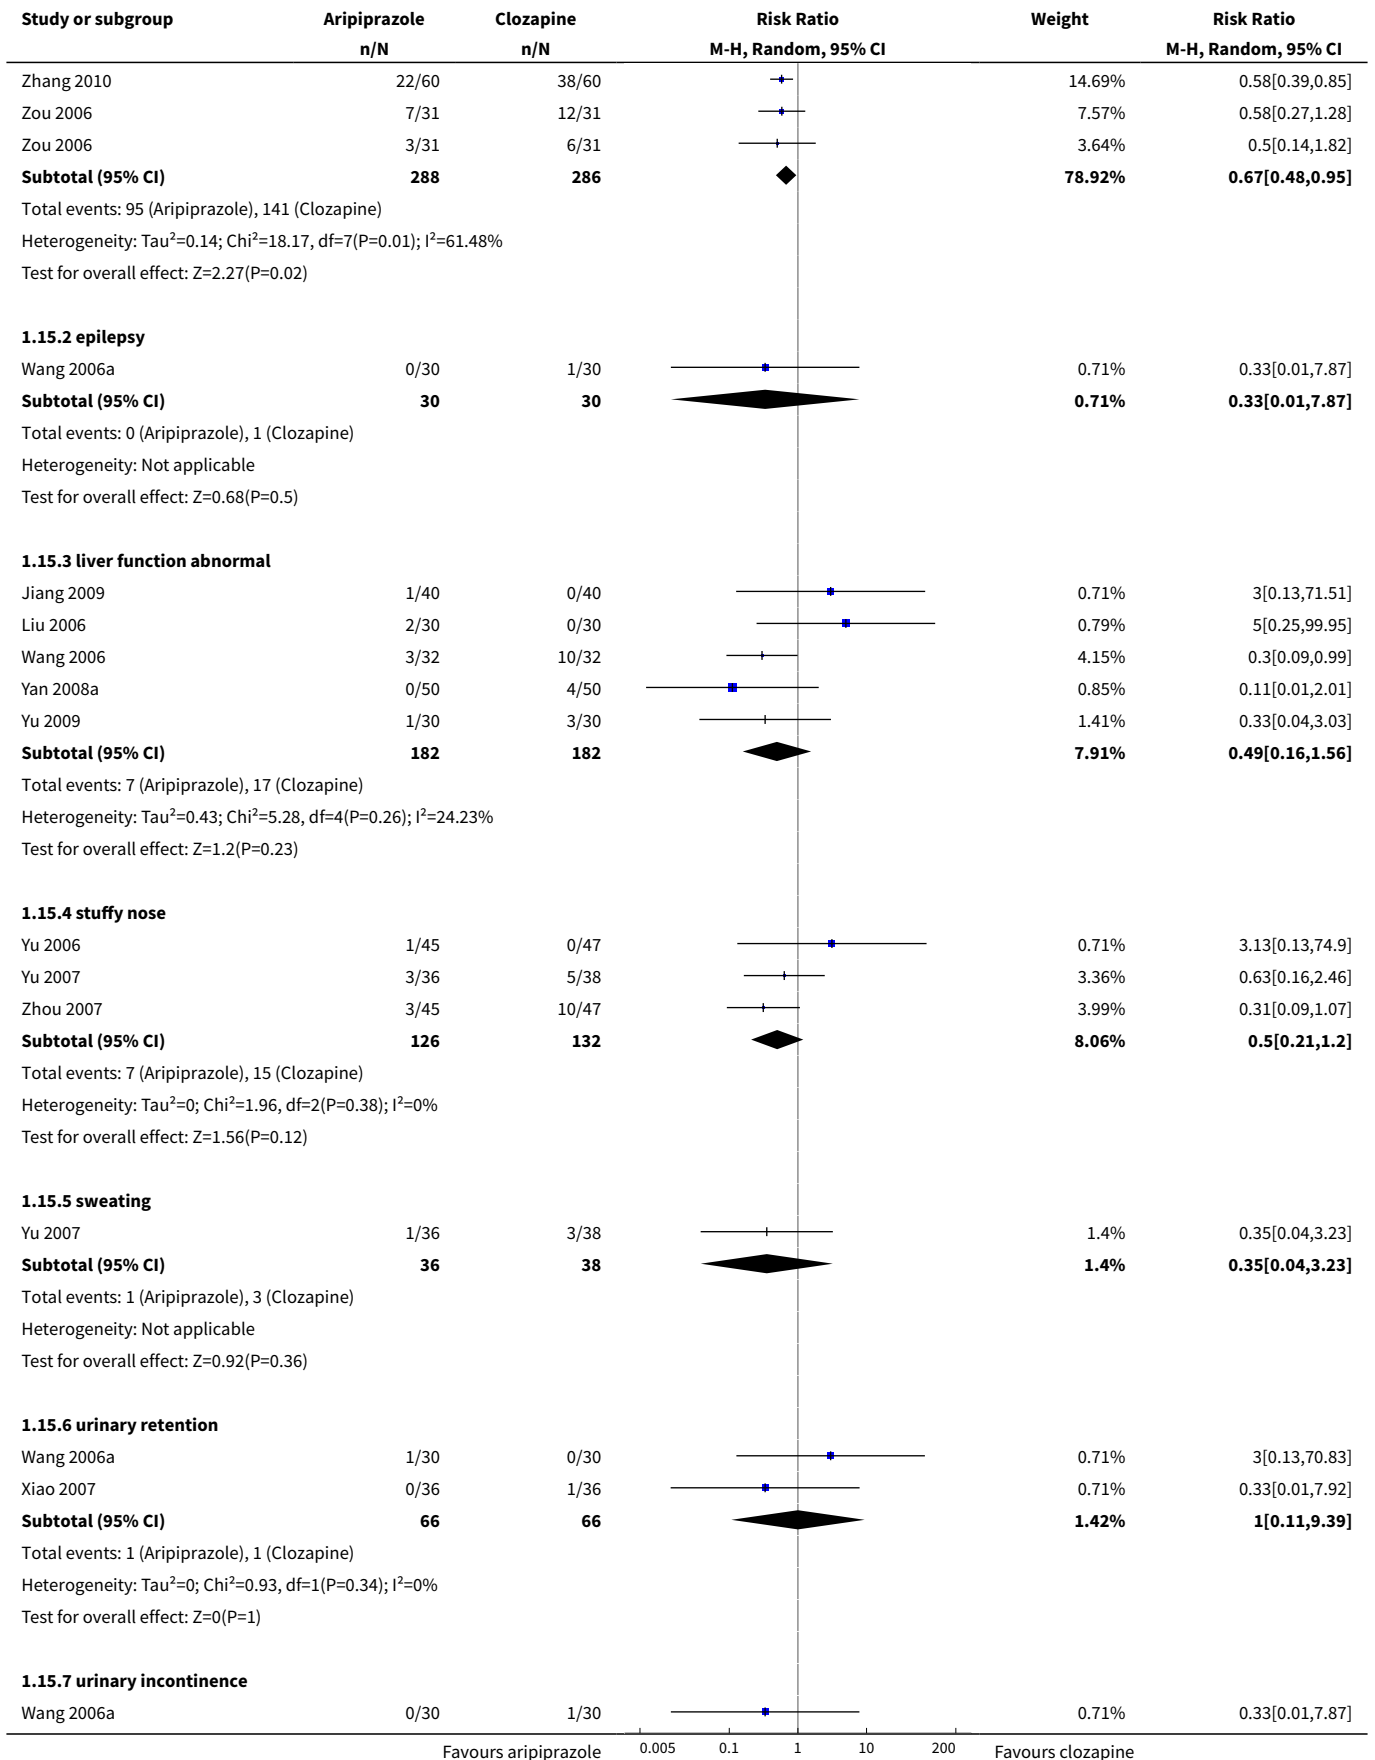 Study or subgroup Aripiprazole Clozapine Risk Ratio Weight Risk Ratio
n/N n/N M-H, Random, 95% CI M-H, Random, 95% CI
Zhang 2010 22/60 38/60 14.69% 0.58[0.39,0.85]
Zou 2006 7/31 12/31 7.57% 0.58[0.27,1.28]
Zou 2006 3/31 6/31 3.64% 0.5[0.14,1.82]
Subtotal (95% CI) 288 286 78.92% 0.67[0.48,0.95]
Total events: 95 (Aripiprazole), 141 (Clozapine)
Heterogeneity: Tau²=0.14; Chi²=18.17, df=7(P=0.01); I²=61.48%
Test for overall effect: Z=2.27(P=0.02)
1.15.2 epilepsy
Wang 2006a 0/30 1/30 0.71% 0.33[0.01,7.87]
Subtotal (95% CI) 30 30 0.71% 0.33[0.01,7.87]
Total events: 0 (Aripiprazole), 1 (Clozapine)
Heterogeneity: Not applicable
Test for overall effect: Z=0.68(P=0.5)
1.15.3 liver function abnormal
Jiang 2009 1/40 0/40 0.71% 3[0.13,71.51]
Liu 2006 2/30 0/30 0.79% 5[0.25,99.95]
Wang 2006 3/32 10/32 4.15% 0.3[0.09,0.99]
Yan 2008a 0/50 4/50 0.85% 0.11[0.01,2.01]
Yu 2009 1/30 3/30 1.41% 0.33[0.04,3.03]
Subtotal (95% CI) 182 182 7.91% 0.49[0.16,1.56]
Total events: 7 (Aripiprazole), 17 (Clozapine)
Heterogeneity: Tau²=0.43; Chi²=5.28, df=4(P=0.26); I²=24.23%
Test for overall effect: Z=1.2(P=0.23)
1.15.4 stuffy nose
Yu 2006 1/45 0/47 0.71% 3.13[0.13,74.9]
Yu 2007 3/36 5/38 3.36% 0.63[0.16,2.46]
Zhou 2007 3/45 10/47 3.99% 0.31[0.09,1.07]
Subtotal (95% CI) 126 132 8.06% 0.5[0.21,1.2]
Total events: 7 (Aripiprazole), 15 (Clozapine)
Heterogeneity: Tau²=0; Chi²=1.96, df=2(P=0.38); I²=0%
Test for overall effect: Z=1.56(P=0.12)
1.15.5 sweating
Yu 2007 1/36 3/38 1.4% 0.35[0.04,3.23]
Subtotal (95% CI) 36 38 1.4% 0.35[0.04,3.23]
Total events: 1 (Aripiprazole), 3 (Clozapine)
Heterogeneity: Not applicable
Test for overall effect: Z=0.92(P=0.36)
1.15.6 urinary retention
Wang 2006a 1/30 0/30 0.71% 3[0.13,70.83]
Xiao 2007 0/36 1/36 0.71% 0.33[0.01,7.92]
Subtotal (95% CI) 66 66 1.42% 1[0.11,9.39]
Total events: 1 (Aripiprazole), 1 (Clozapine)
Heterogeneity: Tau²=0; Chi²=0.93, df=1(P=0.34); I²=0%
Test for overall effect: Z=0(P=1)
1.15.7 urinary incontinence
Wang 2006a 0/30 1/30 0.71% 0.33[0.01,7.87]
Favours aripiprazole 0.005 0.1 1 10 200 Favours clozapine